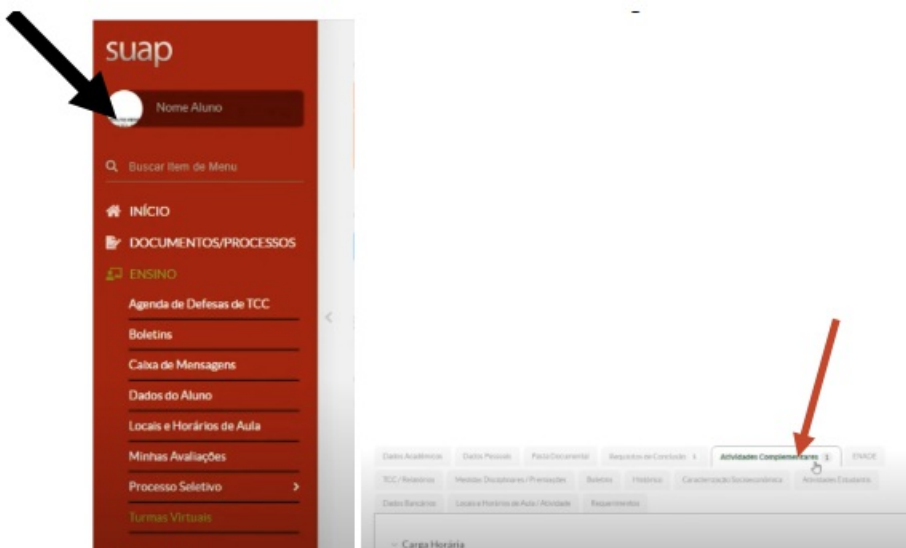 suap
Nome Aluno
Buscar Item de Menu
INÍCIO
DOCUMENTOS/PROCESSOS
ENSINO
Agenda de Defesas de TCC
Boletins
Caixa de Mensagens
Dados do Aluno
Locais e Horários de Aula
Minhas Avaliações
Processo Seletivo
Turmas Virtuais
Dados Acadêmicos Dados Pessoais Pasta Documental Requisitos de Conclusão 1 Atividades Complementares 1 ENADE
TCC / Relatórios Medidas Disciplinares / Premiações Boletins Histórico Caracterização Socioeconômica Atividades Estudantis
Dados Bancários Locais e Horários de Aula / Atividade Requerimentos
Carga Horária